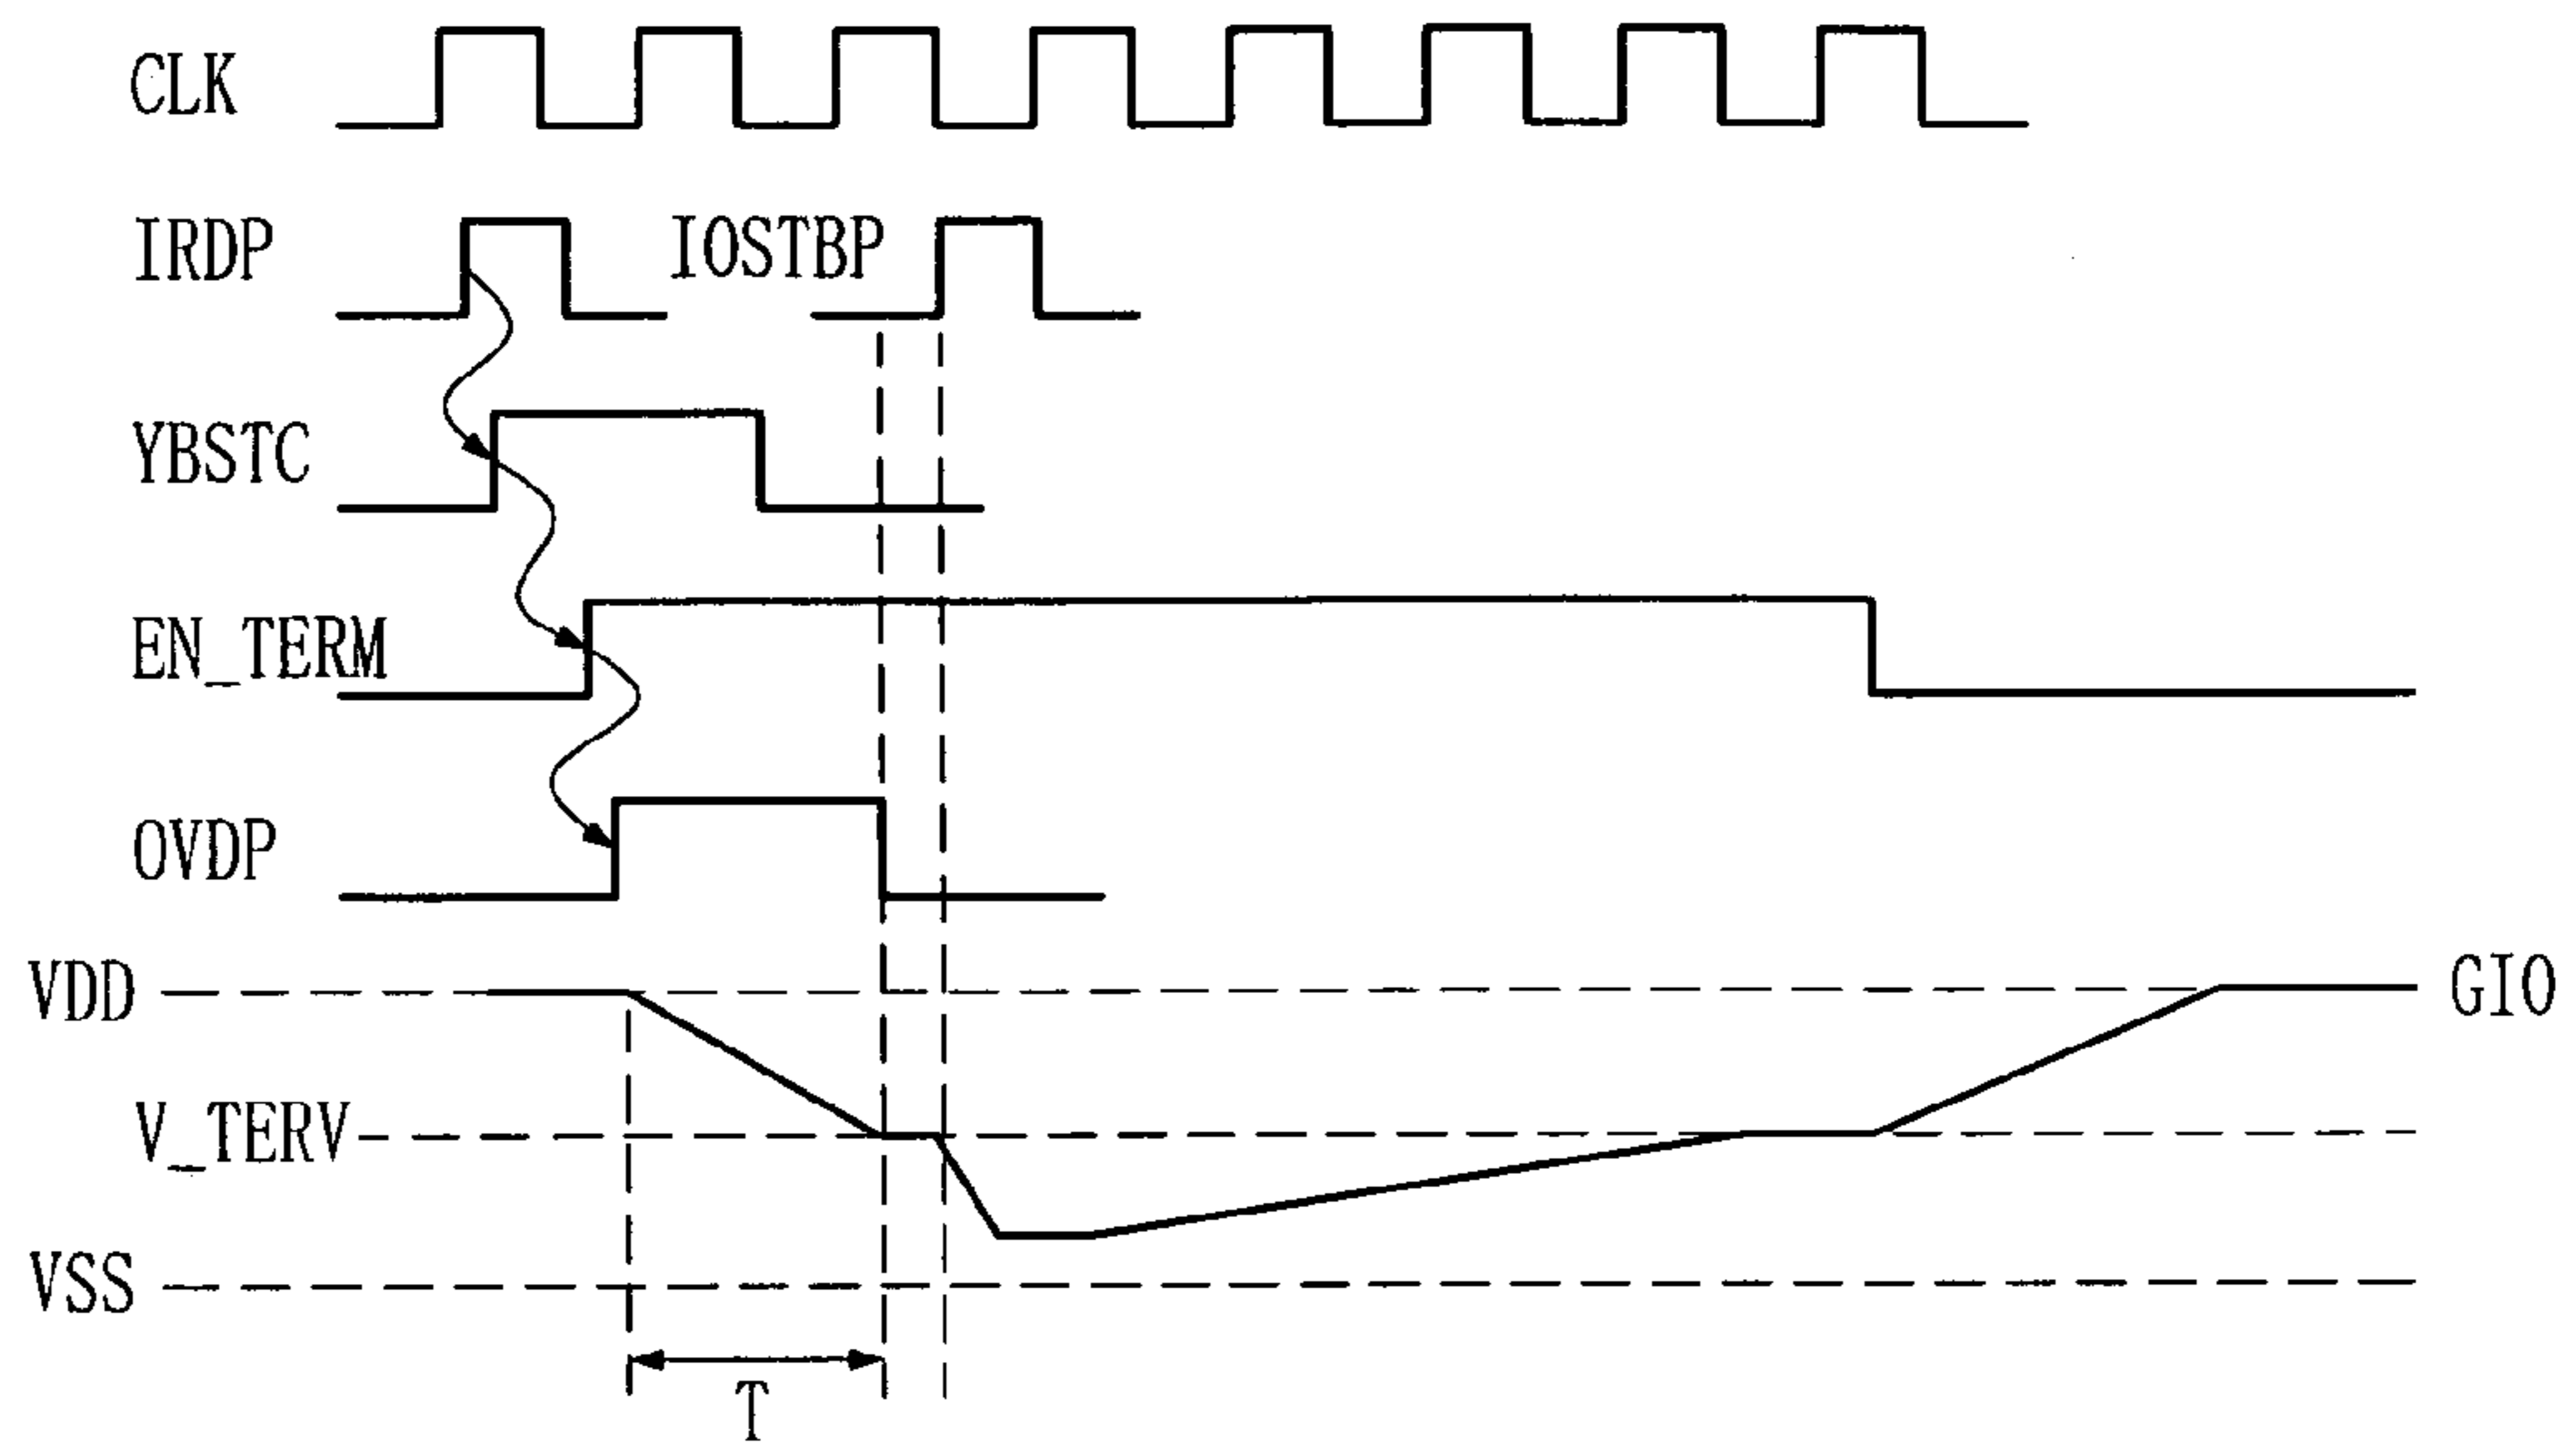 CLK
IRDP
IOSTBP
YBSTC
EN_TERM
OVDP
VDD
GIO
V_TERV
VSS
T